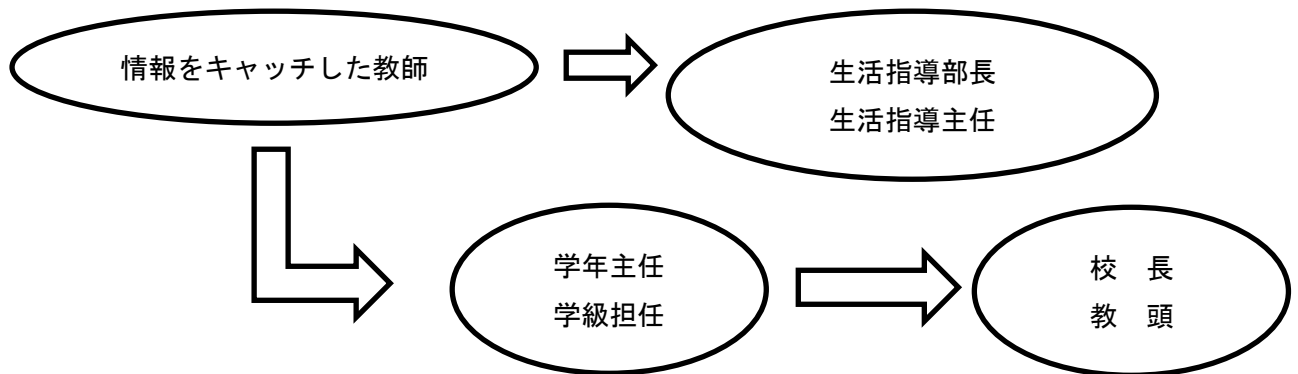 情報をキャッチした教師
生活指導部長
生活指導主任
学年主任
学級担任
校　長
教　頭